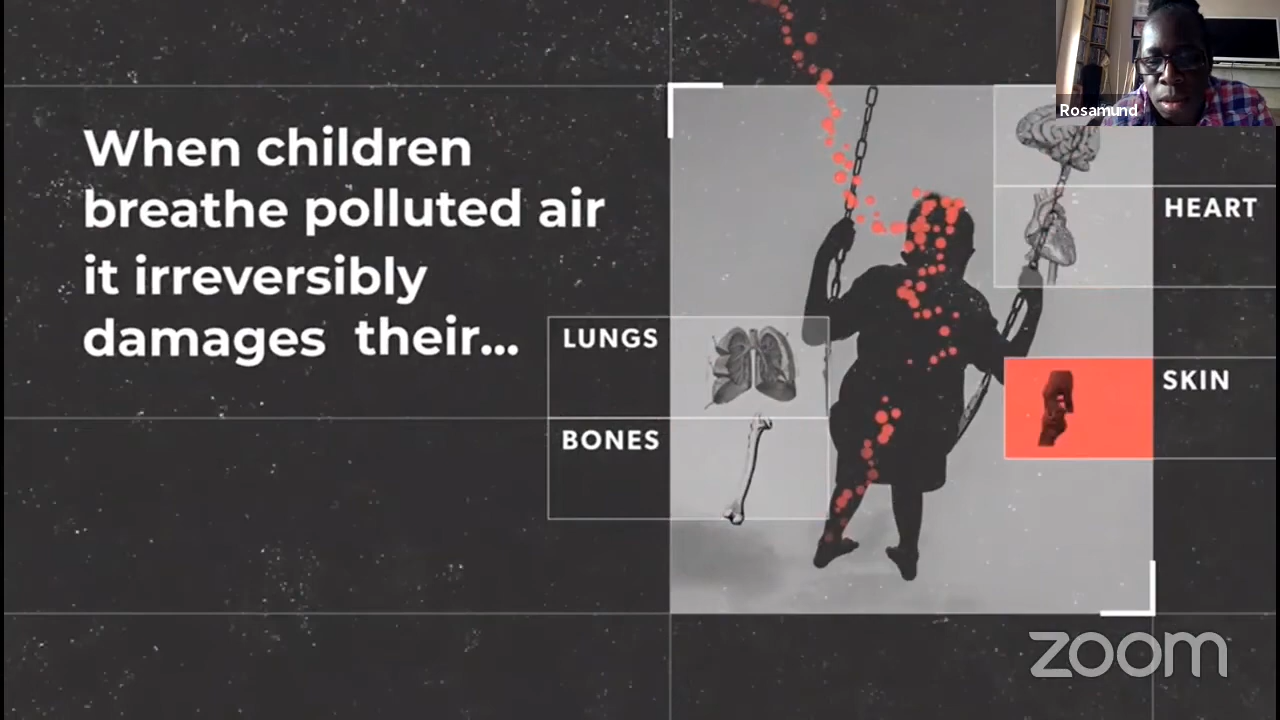 Rosamund
When children
breathe polluted air
it irreversibly
damages their...
HEART
LUNGS
SKIN
BONES
zoom